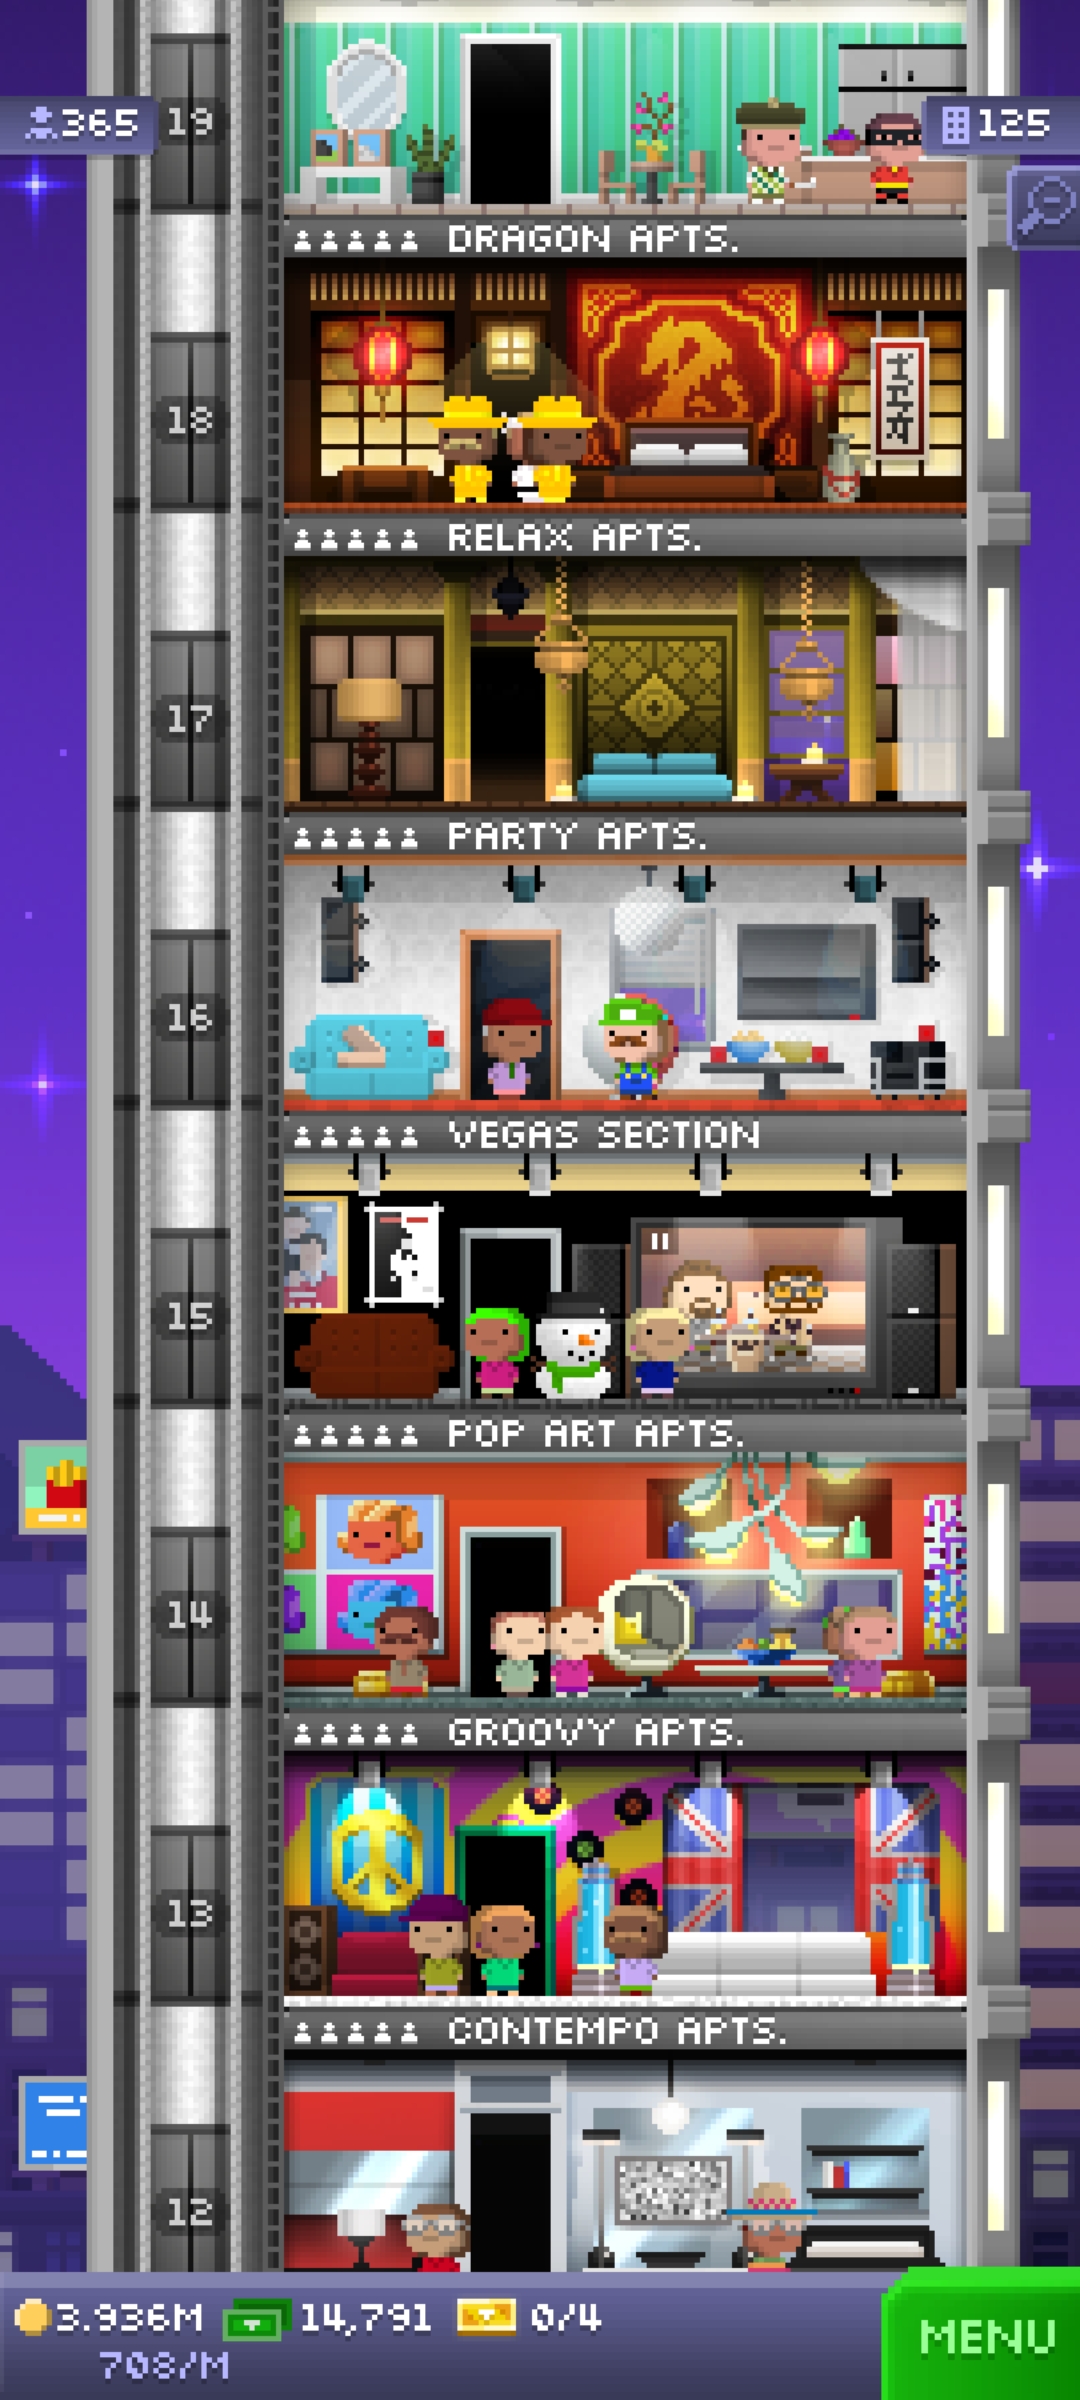 365
19
125
DRAGON APTS.
18
RELAX APTS.
17
PARTY APTS.
16
VEGAS SECTION
15
POP ART APTS.
14
GROOVY APTS.
13
CONTEMPO APTS.
12
3.936M 14,791 0/4
708/M
MENU